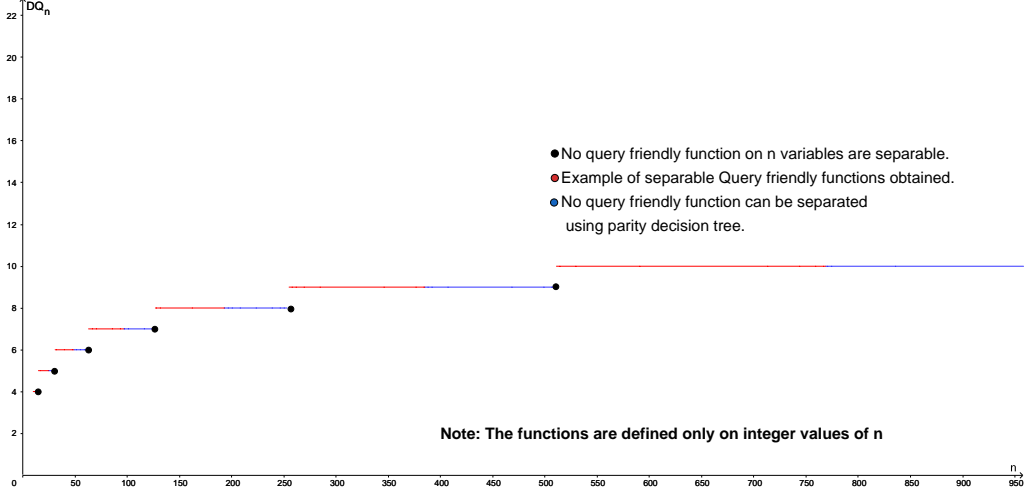 DQn
22
20
18
16
14
12
10
8
6
4
2
No query friendly function on n variables are separable.
Example of separable Query friendly functions obtained.
No query friendly function can be separated
using parity decision tree.
Note: The functions are defined only on integer values of n
n
0 50 100 150 200 250 300 350 400 450 500 550 600 650 700 750 800 850 900 950